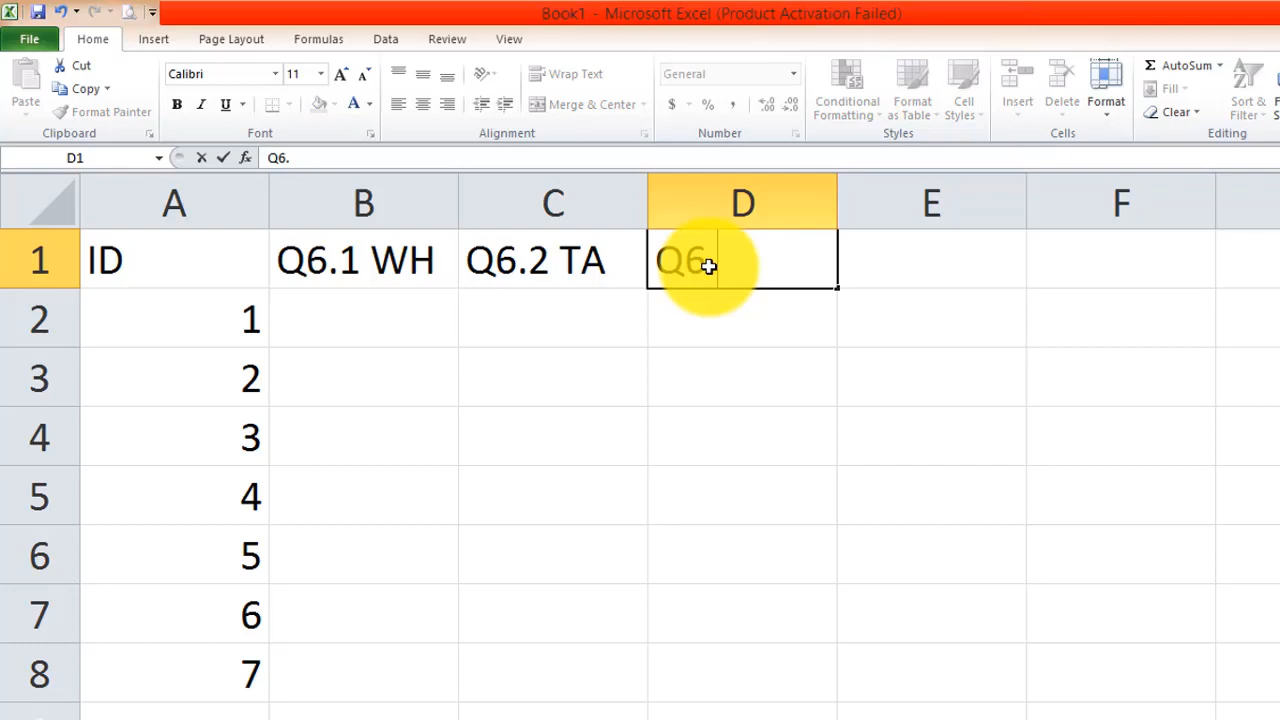 Book1 - Microsoft Excel (Product Activation Failed)
File Home Insert Page Layout Formulas Data Review View
Paste
Cut
Copy
Format Painter
Clipboard
Calibri 11 A A
B I U A
Font
Wrap Text
Merge & Center
Alignment
General
$ % ,
Number
Conditional Formatting
Format as Table
Cell Styles
Styles
Insert Delete Format
Cells
Σ AutoSum
Fill
Clear
Sort & Filter
Editing
D1 fx Q6.
A B C D E F
1 ID Q6.1 WH Q6.2 TA Q6.
2 1
3 2
4 3
5 4
6 5
7 6
8 7